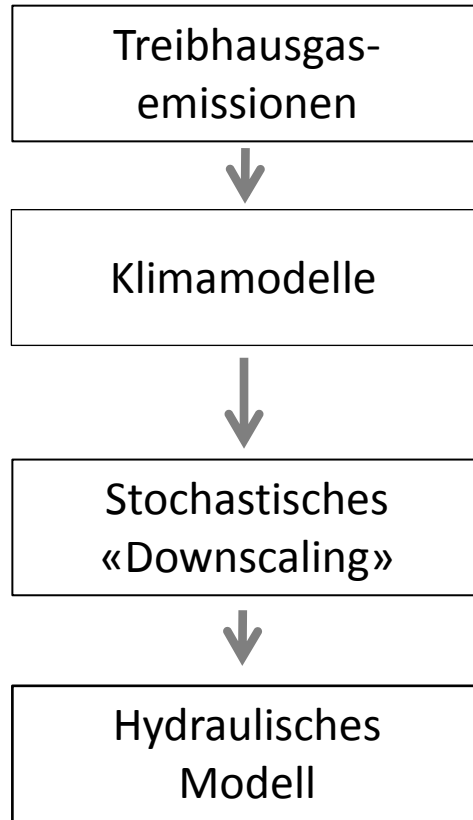 Treibhausgas-
emissionen
Klimamodelle
Stochastisches
«Downscaling»
Hydraulisches
Modell